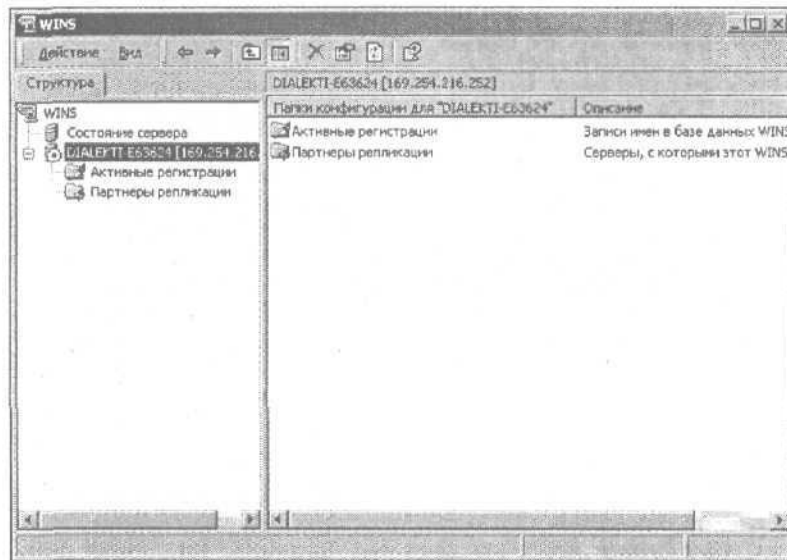 WINS
Действие Вид
Структура
DIALEKTI-E63624 [169.254.216.252]
WINS
Состояние сервера
DIALEKTI-E63624 [169.254.216
Активные регистрации
Партнеры репликации
Папки конфигурации для "DIALEKTI-E63624" Описание
Активные регистрации Записи имен в базе данных WINS
Партнеры репликации Серверы, с которыми этот WINS